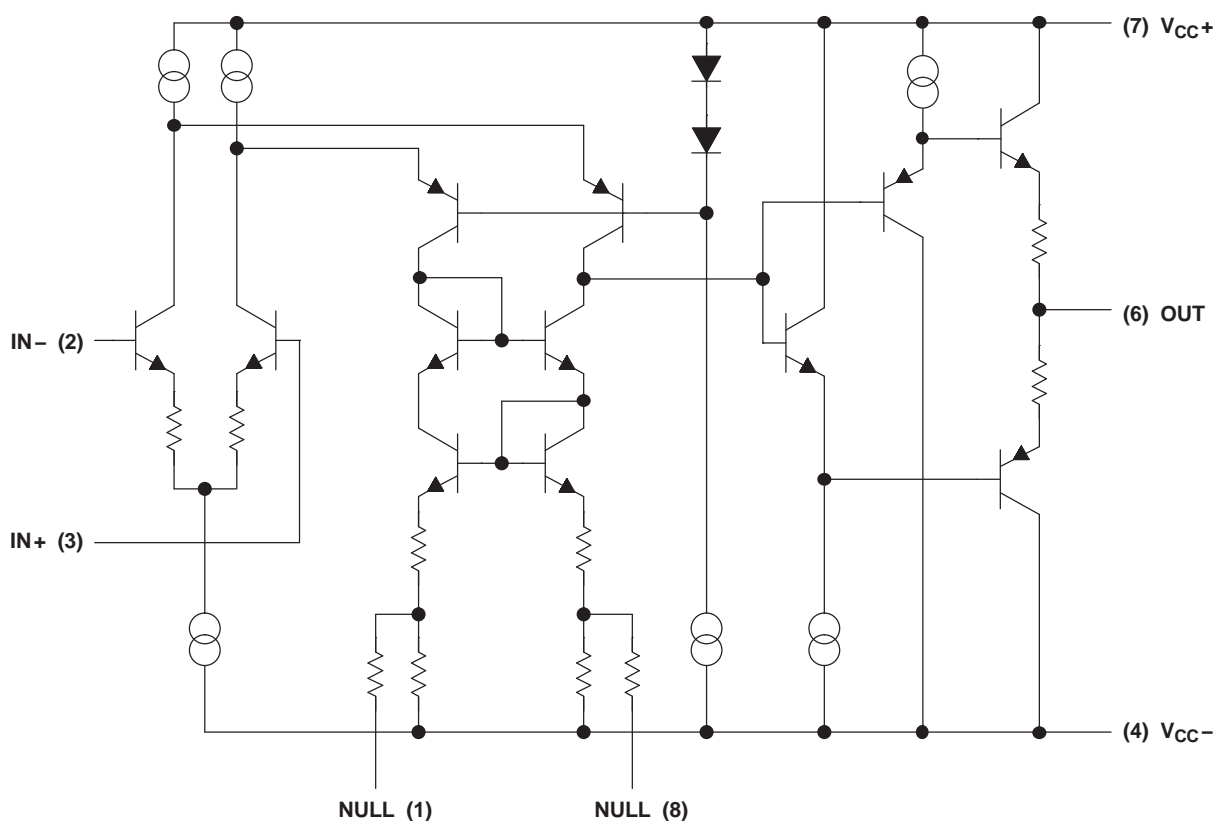 (7) VCC+
IN− (2)
(6) OUT
IN+ (3)
(4) VCC−
NULL (1)
NULL (8)